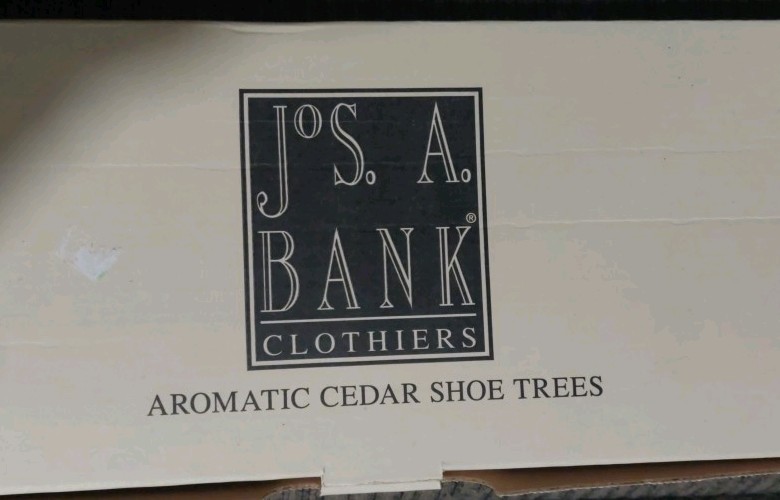 JoS. A.
BANK®
CLOTHIERS
AROMATIC CEDAR SHOE TREES